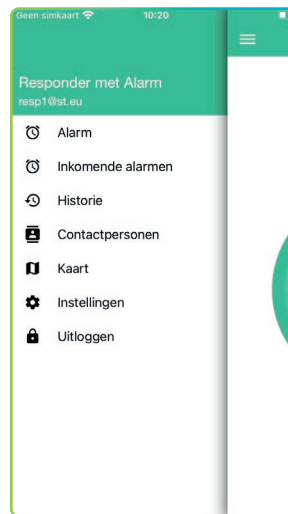 Geen simkaart 10:20
Responder met Alarm
resp1@st.eu
Alarm
Inkomende alarmen
Historie
Contactpersonen
Kaart
Instellingen
Uitloggen